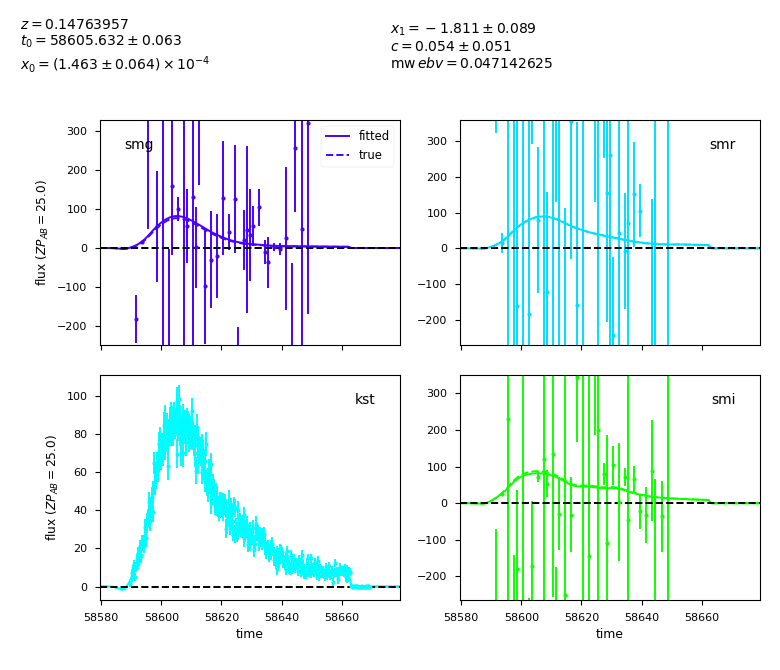 z = 0.14763957
t₀ = 58605.632 ± 0.063
x₀ = (1.463 ± 0.064) × 10⁻⁴
x₁ = −1.811 ± 0.089
c = 0.054 ± 0.051
mw ebv = 0.047142625
smg
fitted
true
300
200
100
0
−100
−200
flux (ZP_AB = 25.0)
smr
300
200
100
0
−100
−200
kst
100
80
60
40
20
0
flux (ZP_AB = 25.0)
58580 58600 58620 58640 58660
time
smi
300
200
100
0
−100
−200
58580 58600 58620 58640 58660
time